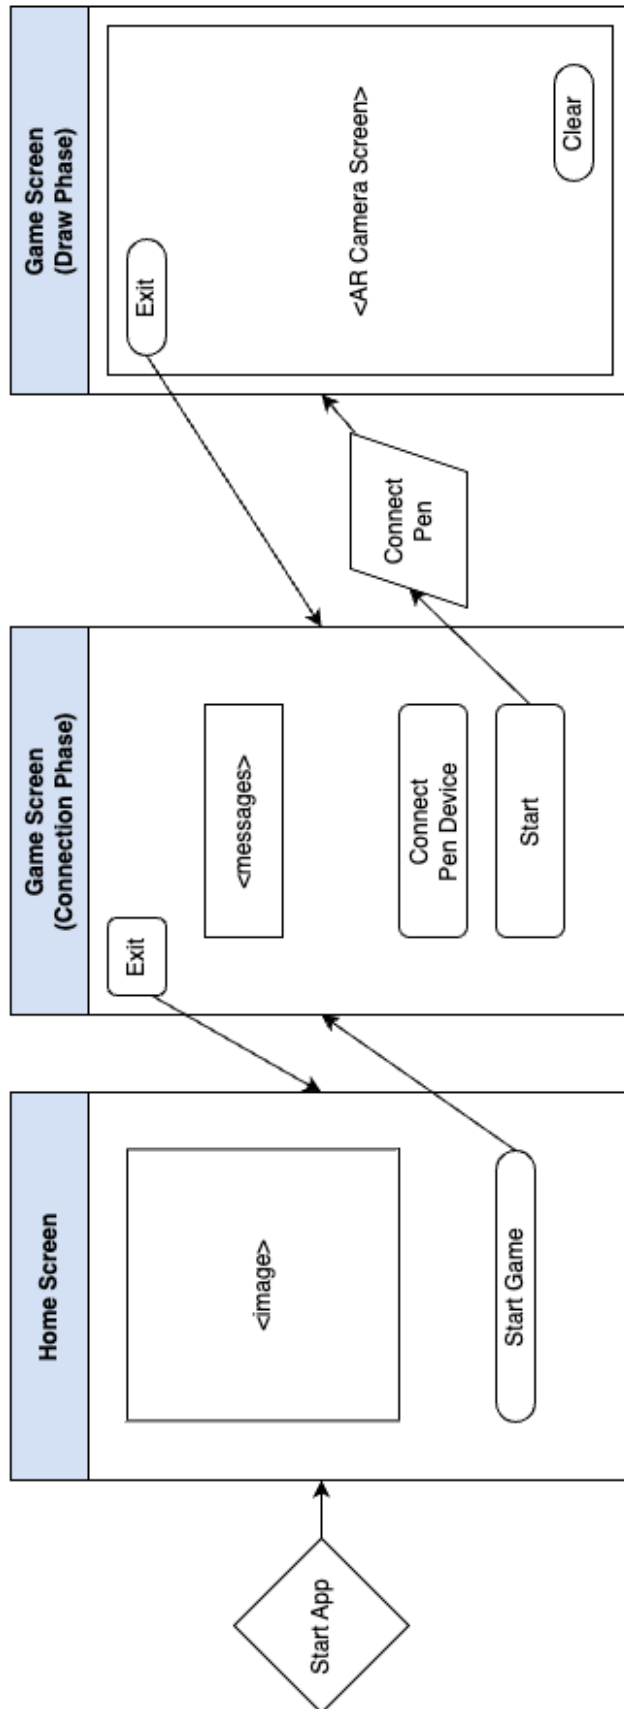 Start App
Home Screen
<image>
Start Game
Game Screen
(Connection Phase)
Exit
<messages>
Connect
Pen Device
Start
Connect
Pen
Game Screen
(Draw Phase)
Exit
<AR Camera Screen>
Clear